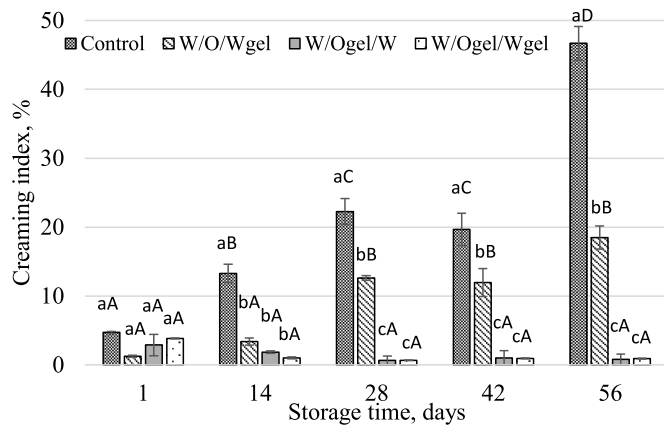 50
Control
W/O/Wgel
W/Ogel/W
W/Ogel/Wgel
aD
40
30
20
10
0
Creaming index, %
aA
aA
aA
aA
aB
bA
bA
bA
aC
bB
cA
cA
aC
bB
cA
cA
bB
cA
cA
1
14
28
42
56
Storage time, days